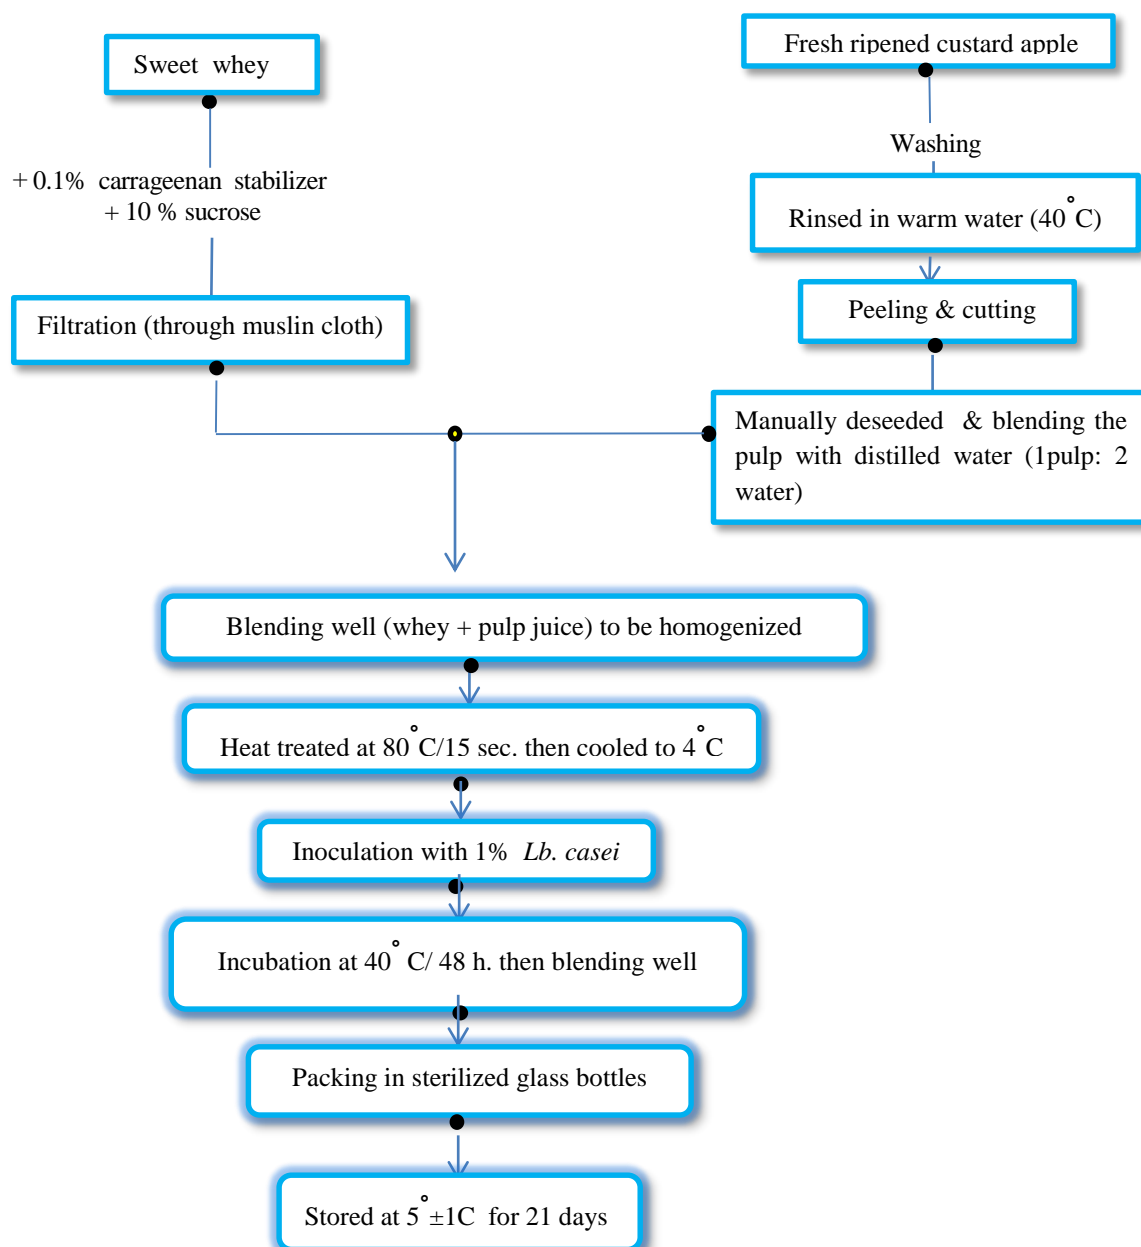 Sweet whey
+ 0.1% carrageenan stabilizer
+ 10 % sucrose
Filtration (through muslin cloth)
Fresh ripened custard apple
Washing
Rinsed in warm water (40°C)
Peeling & cutting
Manually deseeded & blending the
pulp with distilled water (1pulp: 2
water)
Blending well (whey + pulp juice) to be homogenized
Heat treated at 80°C/15 sec. then cooled to 4°C
Inoculation with 1% Lb. casei
Incubation at 40° C/ 48 h. then blending well
Packing in sterilized glass bottles
Stored at 5°±1C for 21 days